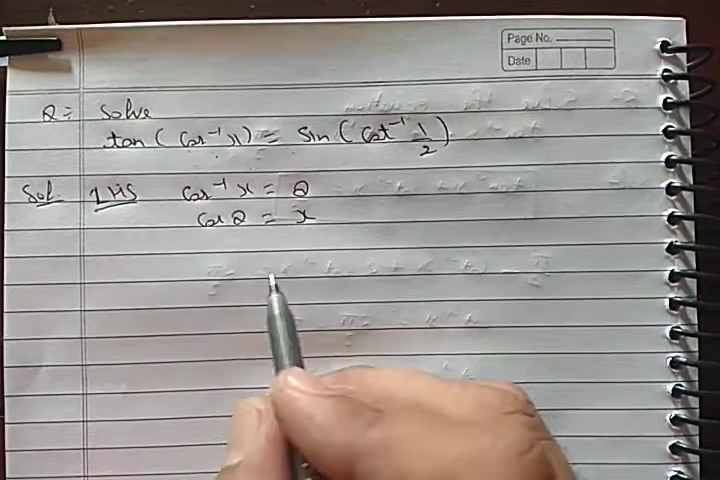 Page No.
Date
Q = Solve
tan ( Cos⁻¹ x ) = Sin ( Cot⁻¹ 1/2 )
Sol. LHS Cos⁻¹ x = θ
Cos θ = x